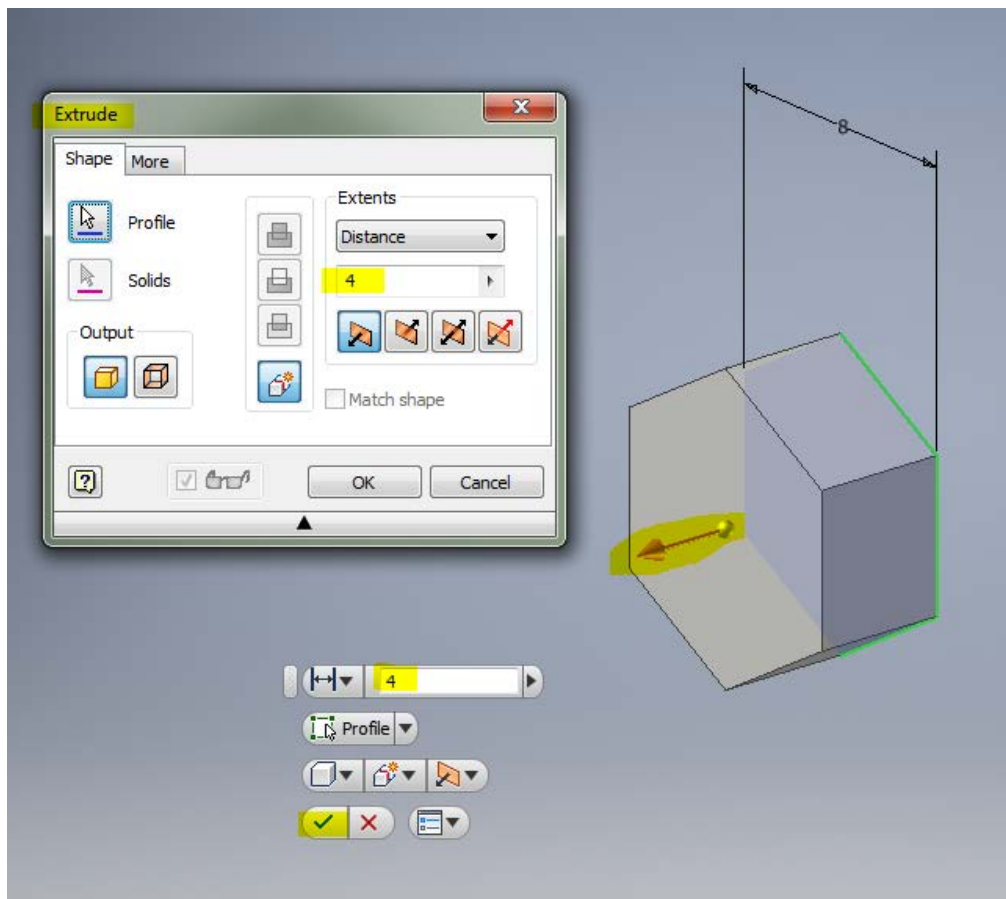 Extrude
Shape More
Profile
Solids
Output
Extents
Distance
4
Match shape
OK Cancel
8
4
Profile